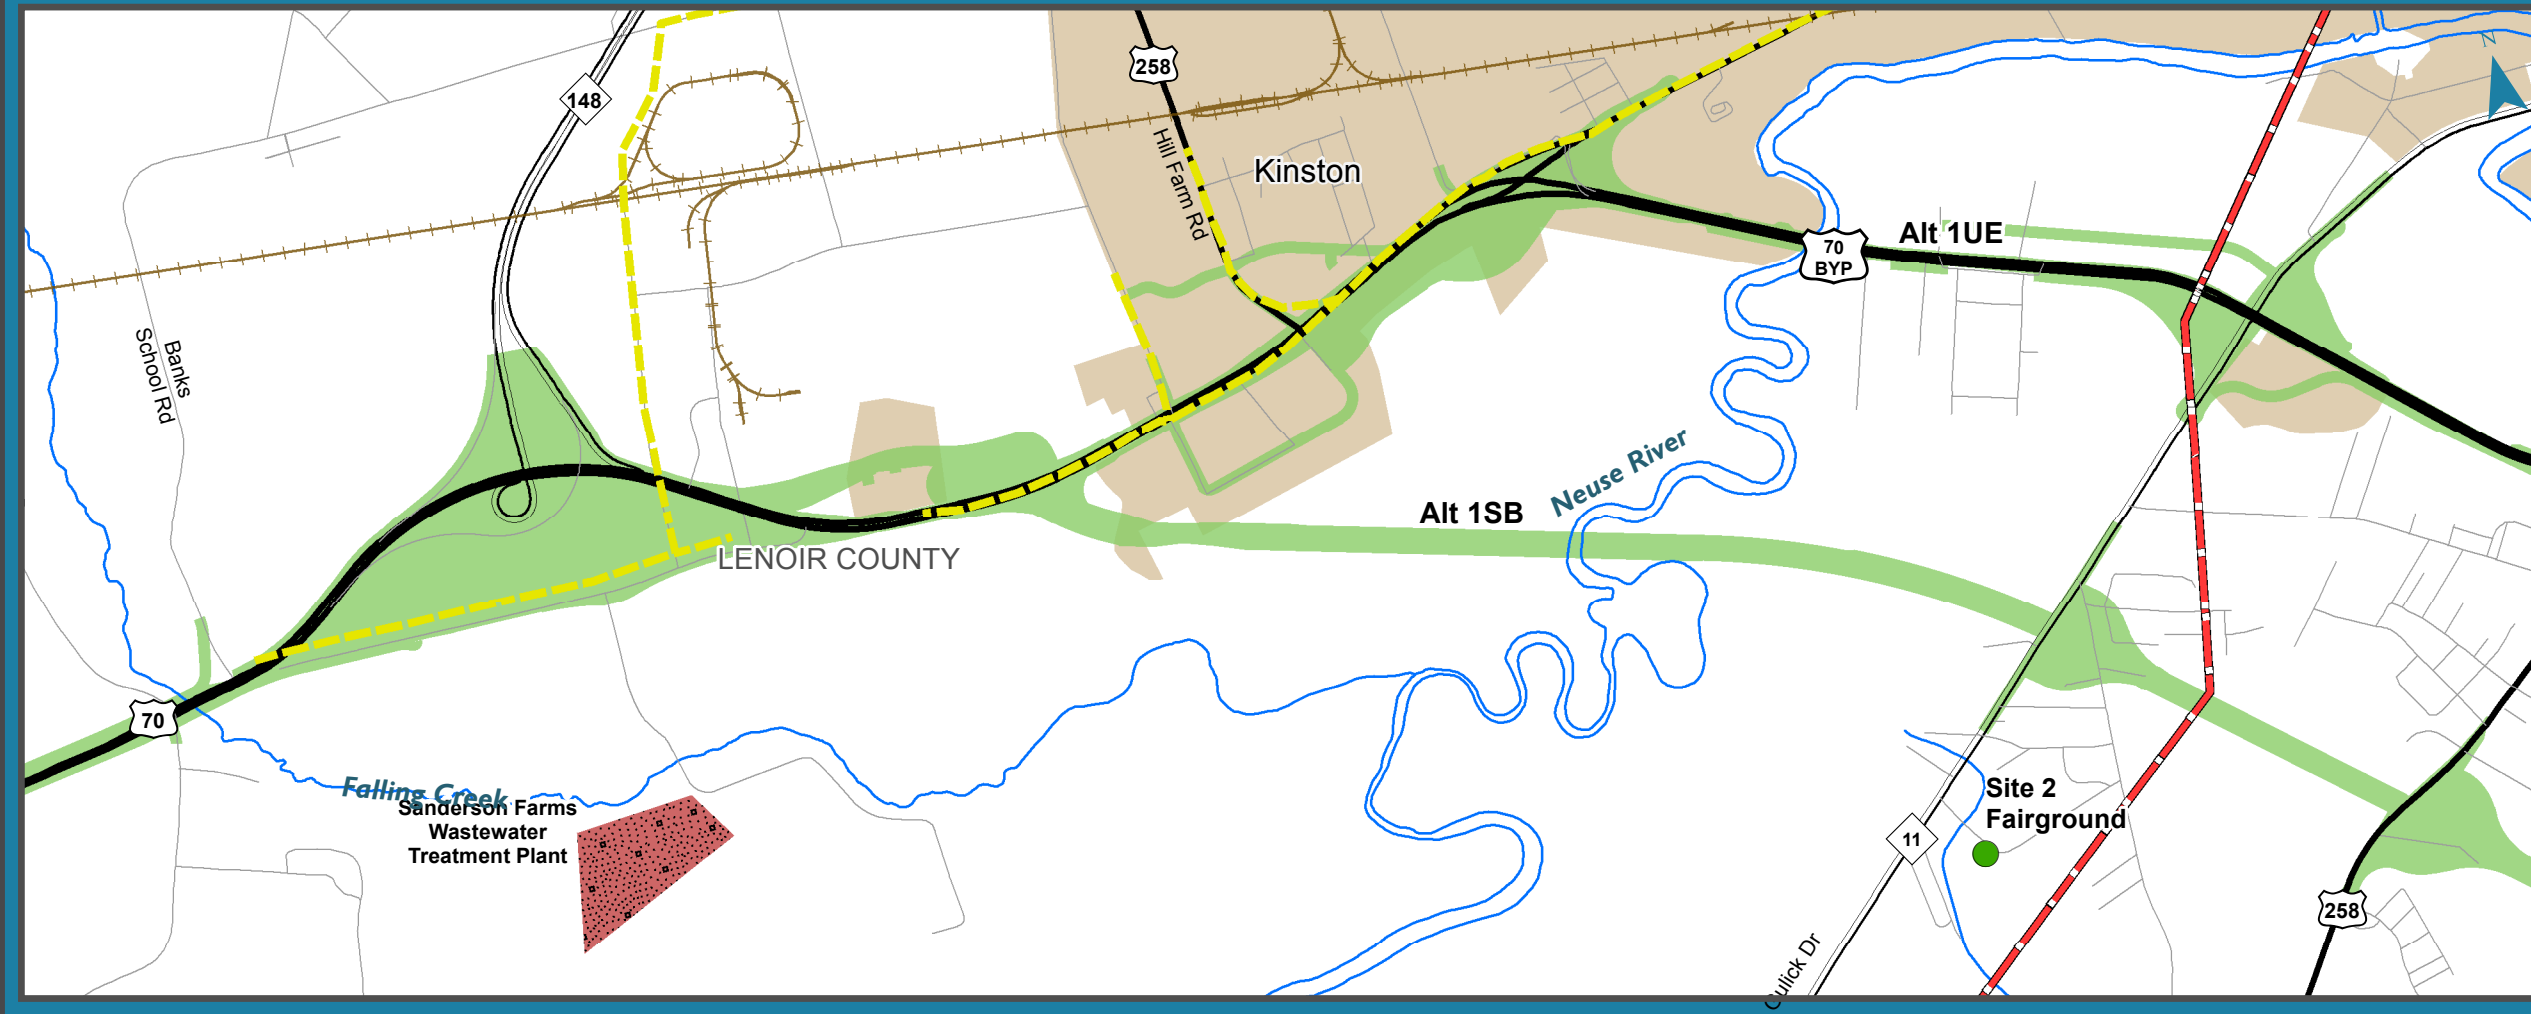 N
148
258
Hill Farm Rd
Kinston
70
BYP
Alt 1UE
Banks
School Rd
Neuse River
Alt 1SB
LENOIR COUNTY
70
Falling Creek
Sanderson Farms
Wastewater
Treatment Plant
Site 2
Fairground
11
258
Gulick Dr